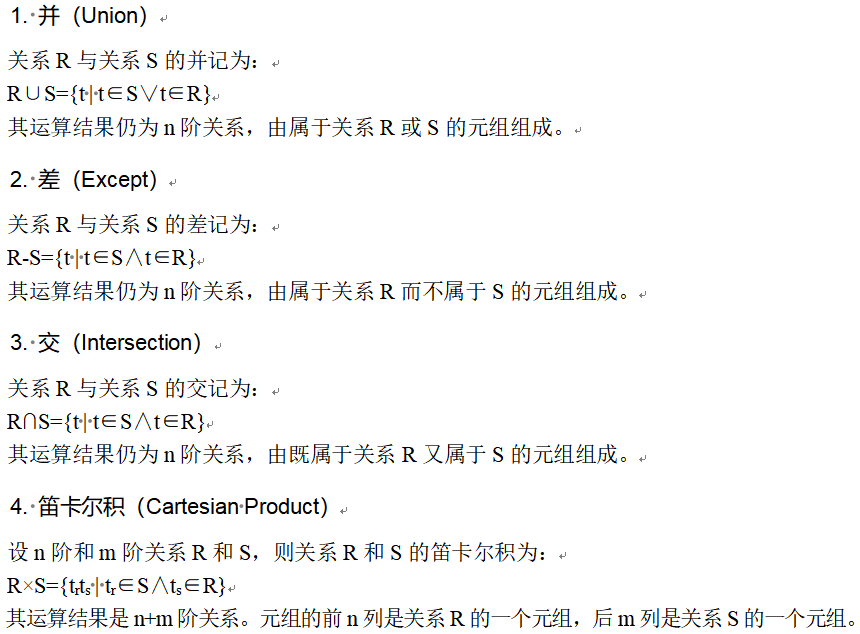 1. 并（Union）
关系 R 与关系 S 的并记为：
R∪S={t | t∈S∨t∈R}
其运算结果仍为 n 阶关系，由属于关系 R 或 S 的元组组成。
2. 差（Except）
关系 R 与关系 S 的差记为：
R-S={t | t∈S∧t∈R}
其运算结果仍为 n 阶关系，由属于关系 R 而不属于 S 的元组组成。
3. 交（Intersection）
关系 R 与关系 S 的交记为：
R∩S={t | t∈S∧t∈R}
其运算结果仍为 n 阶关系，由既属于关系 R 又属于 S 的元组组成。
4. 笛卡尔积（Cartesian Product）
设 n 阶和 m 阶关系 R 和 S，则关系 R 和 S 的笛卡尔积为：
R×S={tᵣtₛ | tᵣ∈S∧tₛ∈R}
其运算结果是 n+m 阶关系。元组的前 n 列是关系 R 的一个元组，后 m 列是关系 S 的一个元组。